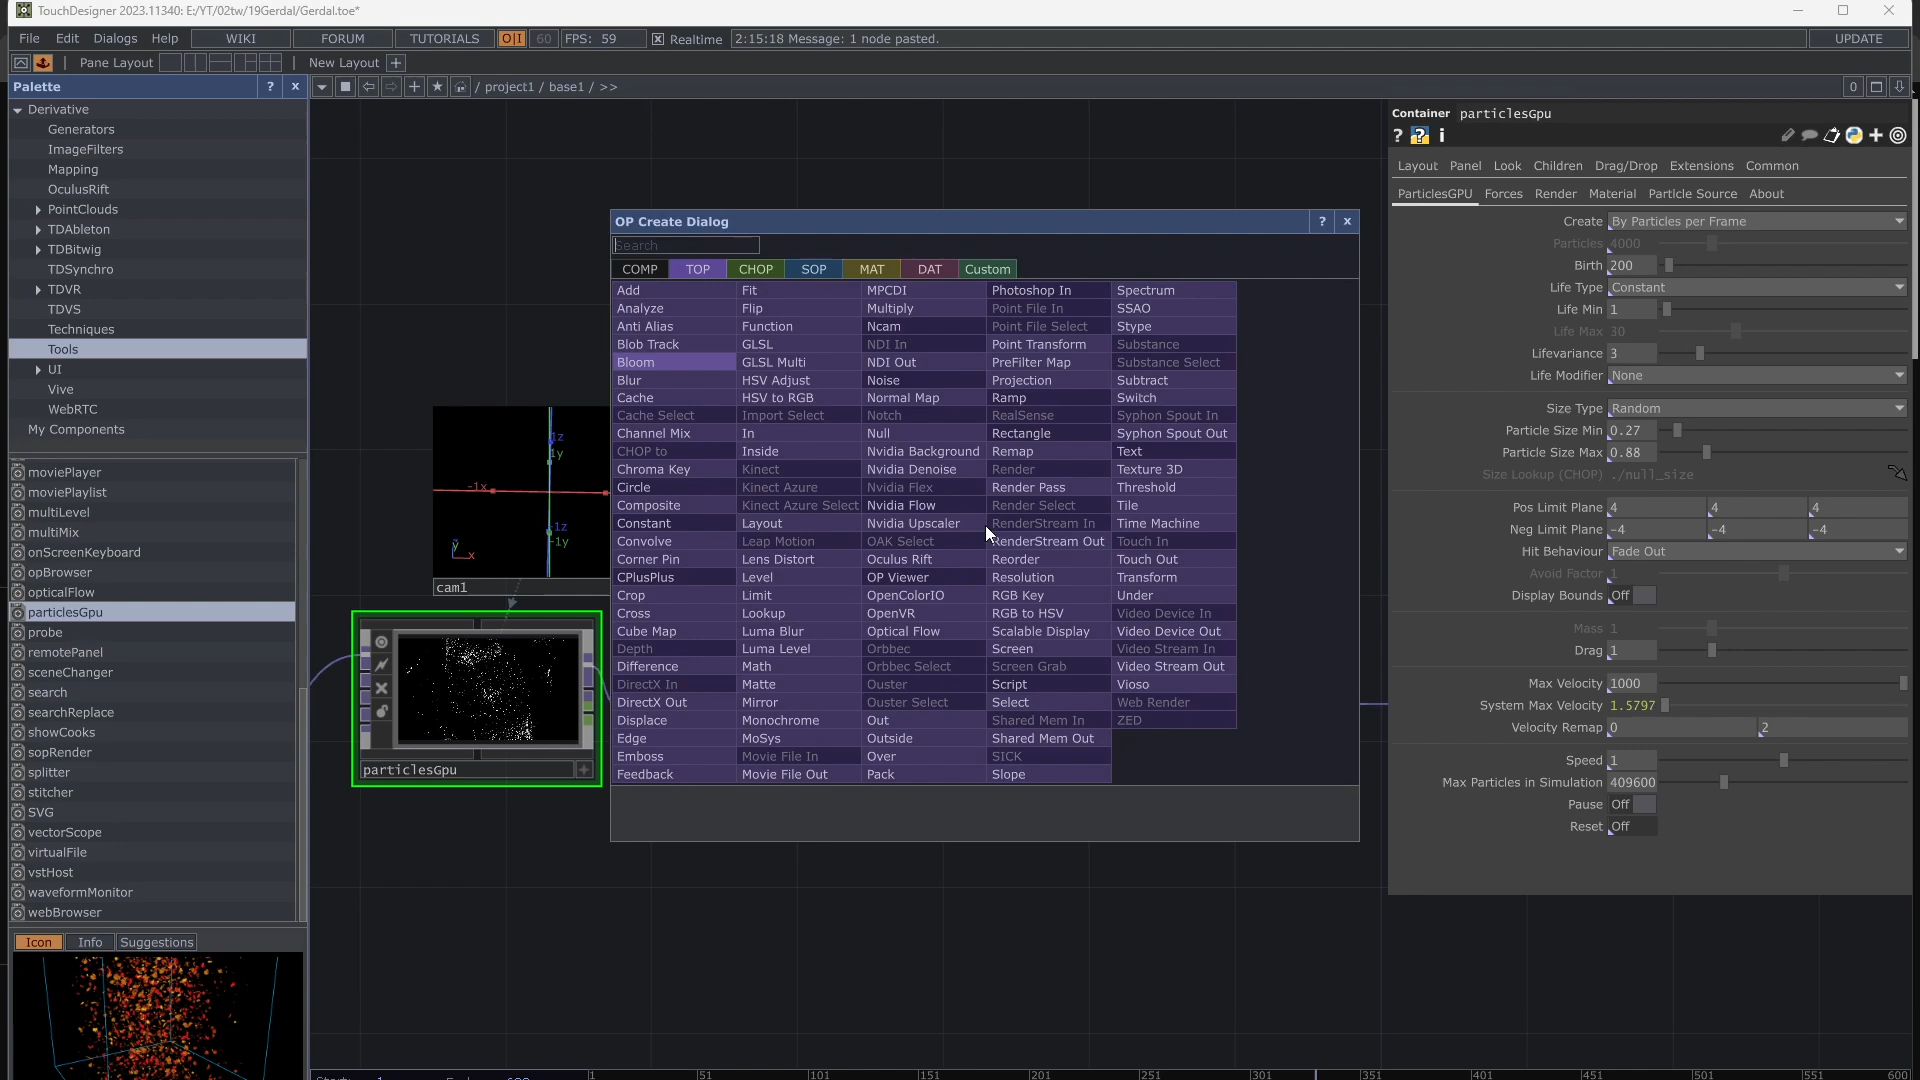 TouchDesigner 2023.11340: E:/YT/02tw/19Gerdal/Gerdal.toe*
File Edit Dialogs Help WIKI FORUM TUTORIALS O|I 60 FPS: 59 Realtime 2:15:18 Message: 1 node pasted. UPDATE
Pane Layout New Layout +
Palette ? x / project1 / base1 / >> 0
Derivative
Generators
ImageFilters
Mapping
OculusRift
PointClouds
TDAbleton
TDBitwig
TDSynchro
TDVR
TDVS
Techniques
Tools
UI
Vive
WebRTC
My Components
moviePlayer
moviePlaylist
multiLevel
multiMix
onScreenKeyboard
opBrowser
opticalFlow
particlesGpu
probe
remotePanel
sceneChanger
search
searchReplace
showCooks
sopRender
splitter
stitcher
SVG
vectorScope
virtualFile
vstHost
waveformMonitor
webBrowser
Icon Info Suggestions
1z
1y
-1x
-1z
-1y
y
x
cam1
particlesGpu
OP Create Dialog ? x
Search
COMP TOP CHOP SOP MAT DAT Custom
Add Fit MPCDI Photoshop In Spectrum
Analyze Flip Multiply Point File In SSAO
Anti Alias Function Ncam Point File Select Stype
Blob Track GLSL NDI In Point Transform Substance
Bloom GLSL Multi NDI Out PreFilter Map Substance Select
Blur HSV Adjust Noise Projection Subtract
Cache HSV to RGB Normal Map Ramp Switch
Cache Select Import Select Notch RealSense Syphon Spout In
Channel Mix In Null Rectangle Syphon Spout Out
CHOP to Inside Nvidia Background Remap Text
Chroma Key Kinect Nvidia Denoise Render Texture 3D
Circle Kinect Azure Nvidia Flex Render Pass Threshold
Composite Kinect Azure Select Nvidia Flow Render Select Tile
Constant Layout Nvidia Upscaler RenderStream In Time Machine
Convolve Leap Motion OAK Select RenderStream Out Touch In
Corner Pin Lens Distort Oculus Rift Reorder Touch Out
CPlusPlus Level OP Viewer Resolution Transform
Crop Limit OpenColorIO RGB Key Under
Cross Lookup OpenVR RGB to HSV Video Device In
Cube Map Luma Blur Optical Flow Scalable Display Video Device Out
Depth Luma Level Orbbec Screen Video Stream In
Difference Math Orbbec Select Screen Grab Video Stream Out
DirectX In Matte Ouster Script Vioso
DirectX Out Mirror Ouster Select Select Web Render
Displace Monochrome Out Shared Mem In ZED
Edge MoSys Outside Shared Mem Out
Emboss Movie File In Over SICK
Feedback Movie File Out Pack Slope
Container particlesGpu
? ? i
Layout Panel Look Children Drag/Drop Extensions Common
ParticlesGPU Forces Render Material Particle Source About
Create By Particles per Frame
Particles 4000
Birth 200
Life Type Constant
Life Min 1
Life Max 30
Lifevariance 3
Life Modifier None
Size Type Random
Particle Size Min 0.27
Particle Size Max 0.88
Size Lookup (CHOP) ./null_size
Pos Limit Plane 4 4 4
Neg Limit Plane -4 -4 -4
Hit Behaviour Fade Out
Avoid Factor 1
Display Bounds Off
Mass 1
Drag 1
Max Velocity 1000
System Max Velocity 1.5797
Velocity Remap 0 2
Speed 1
Max Particles in Simulation 409600
Pause Off
Reset Off
1 51 101 151 201 251 301 351 401 451 501 551 600